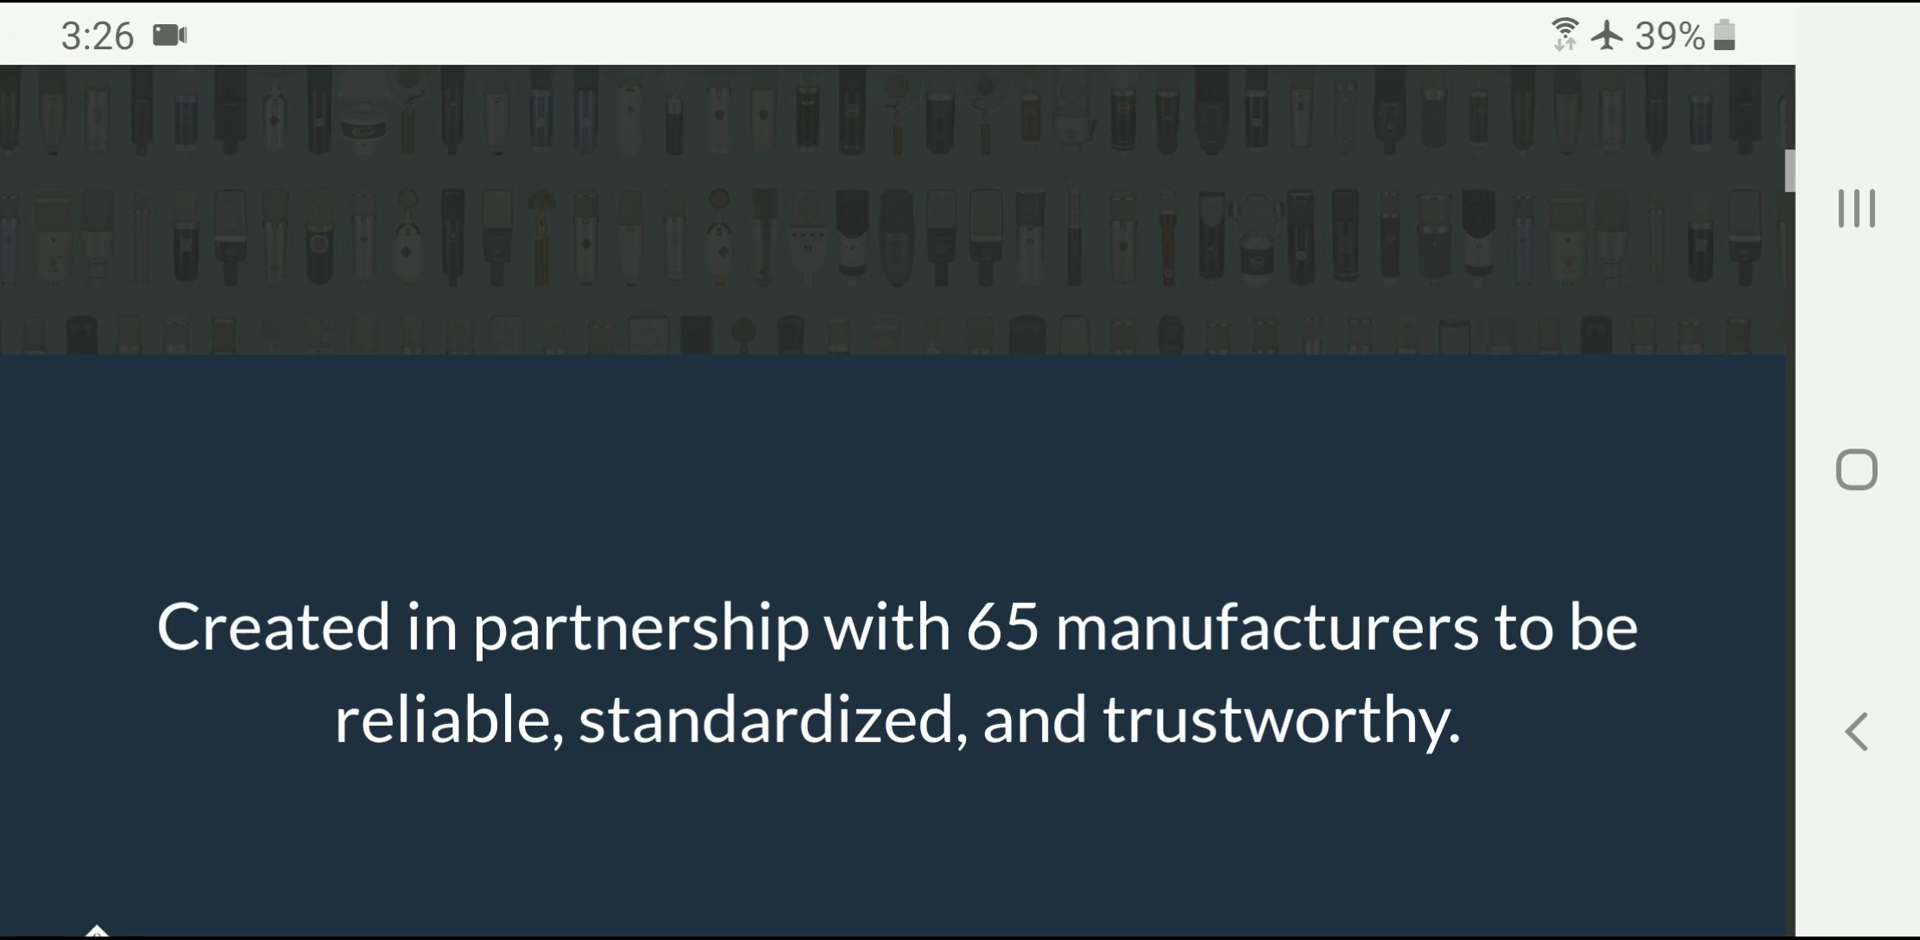 3:26
39%
Created in partnership with 65 manufacturers to be
reliable, standardized, and trustworthy.